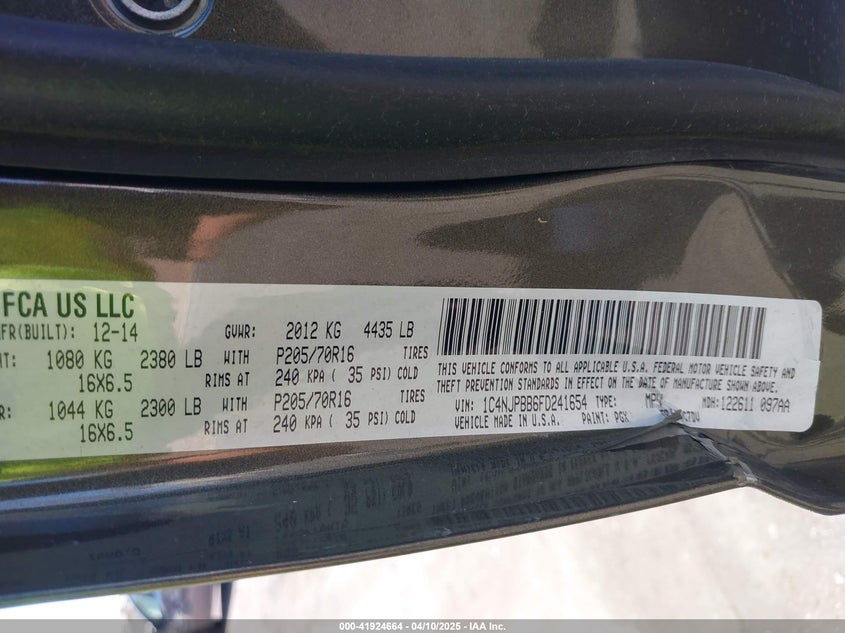 FCA US LLC
MFR(BUILT): 12-14 GVWR: 2012 KG 4435 LB
1080 KG 2380 LB WITH P205/70R16 TIRES
16X6.5 RIMS AT 240 KPA ( 35 PSI) COLD
1044 KG 2300 LB WITH P205/70R16 TIRES
16X6.5 RIMS AT 240 KPA ( 35 PSI) COLD
THIS VEHICLE CONFORMS TO ALL APPLICABLE U.S.A. FEDERAL MOTOR VEHICLE SAFETY AND
THEFT PREVENTION STANDARDS IN EFFECT ON THE DATE OF MANUFACTURE SHOWN ABOVE.
VIN: 1C4NJPBB6FD241654 TYPE: MPV MDH: 122611 097AA
VEHICLE MADE IN U.S.A. PAINT:
000-41924664 - 04/10/2025 - IAA Inc.